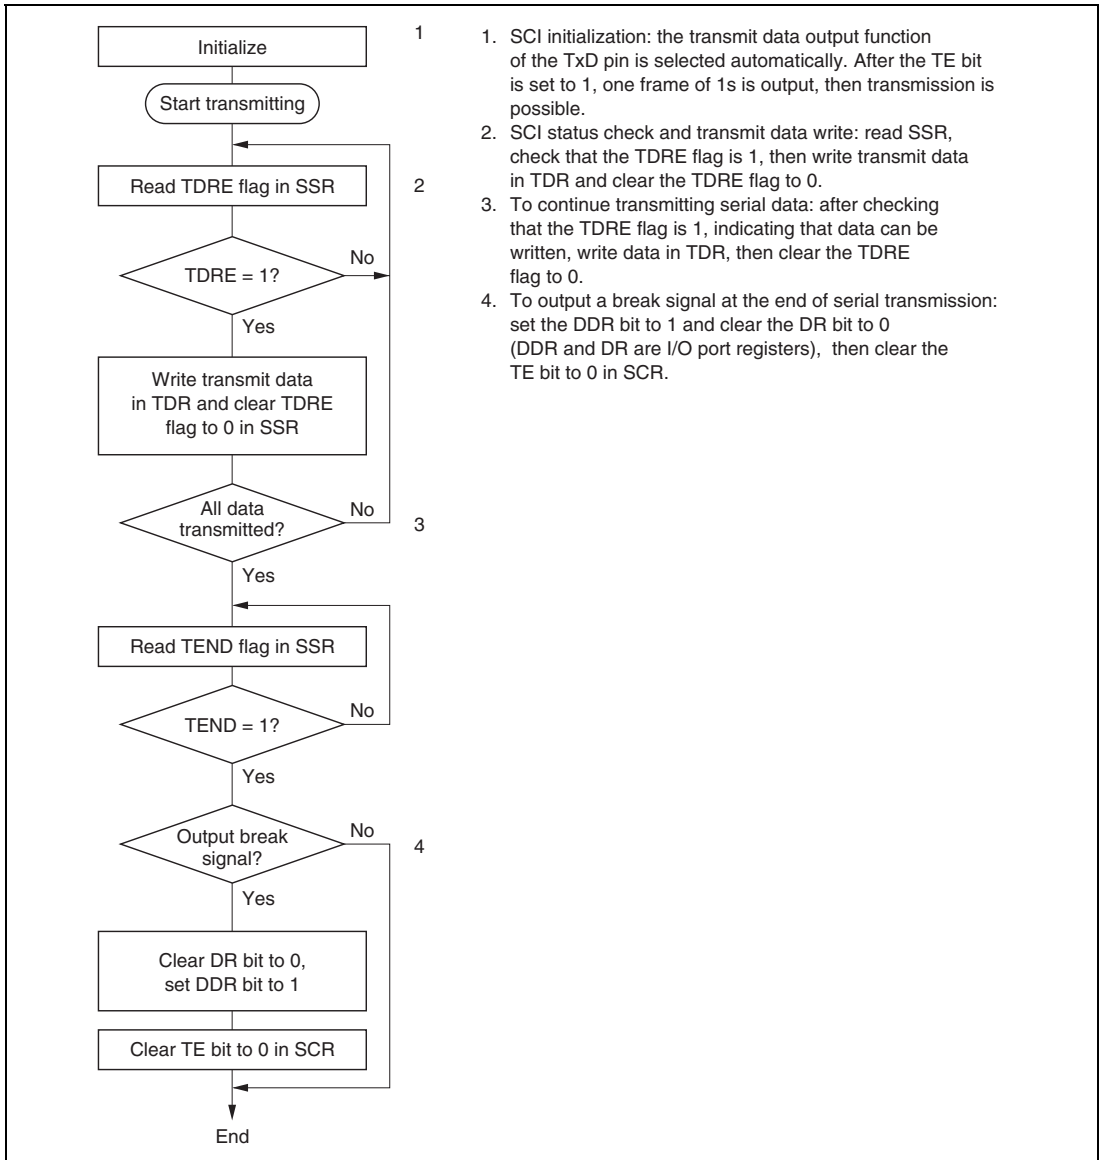 Initialize
1
Start transmitting
Read TDRE flag in SSR
2
TDRE = 1?
No
Yes
Write transmit data
in TDR and clear TDRE
flag to 0 in SSR
All data
transmitted?
No
3
Yes
Read TEND flag in SSR
TEND = 1?
No
Yes
Output break
signal?
No
4
Yes
Clear DR bit to 0,
set DDR bit to 1
Clear TE bit to 0 in SCR
End
1. SCI initialization: the transmit data output function
of the TxD pin is selected automatically. After the TE bit
is set to 1, one frame of 1s is output, then transmission is
possible.
2. SCI status check and transmit data write: read SSR,
check that the TDRE flag is 1, then write transmit data
in TDR and clear the TDRE flag to 0.
3. To continue transmitting serial data: after checking
that the TDRE flag is 1, indicating that data can be
written, write data in TDR, then clear the TDRE
flag to 0.
4. To output a break signal at the end of serial transmission:
set the DDR bit to 1 and clear the DR bit to 0
(DDR and DR are I/O port registers), then clear the
TE bit to 0 in SCR.